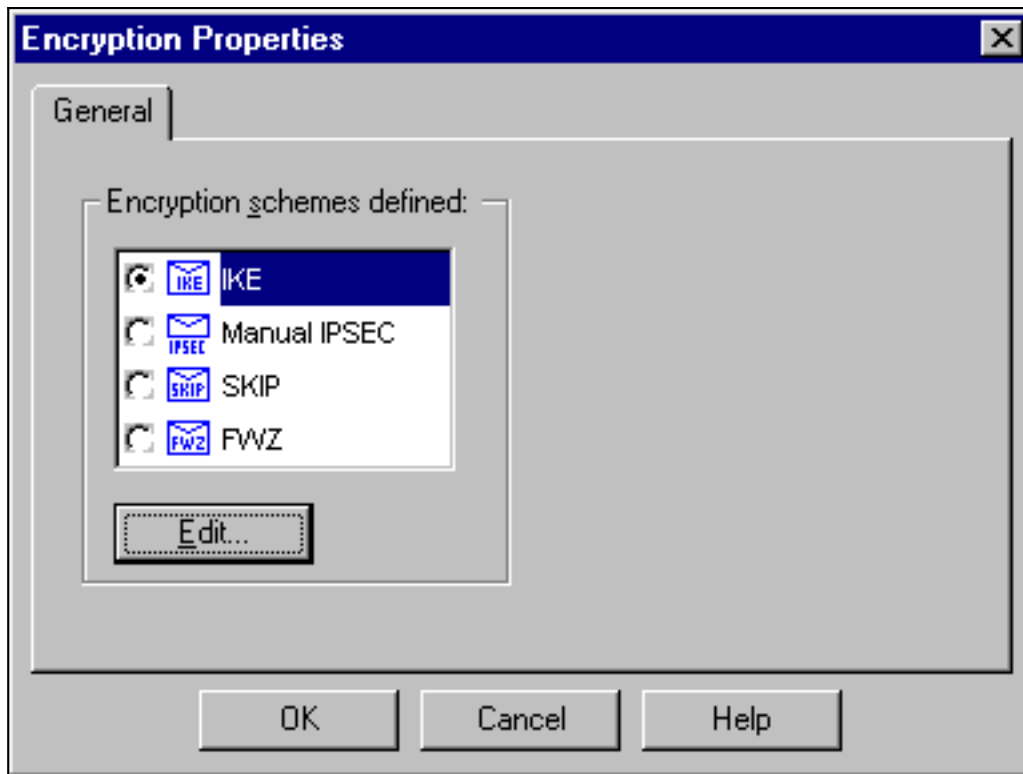 Encryption Properties
General
Encryption schemes defined:
IKE IKE
IPSEC Manual IPSEC
SKIP SKIP
FWZ FWZ
Edit...
OK Cancel Help